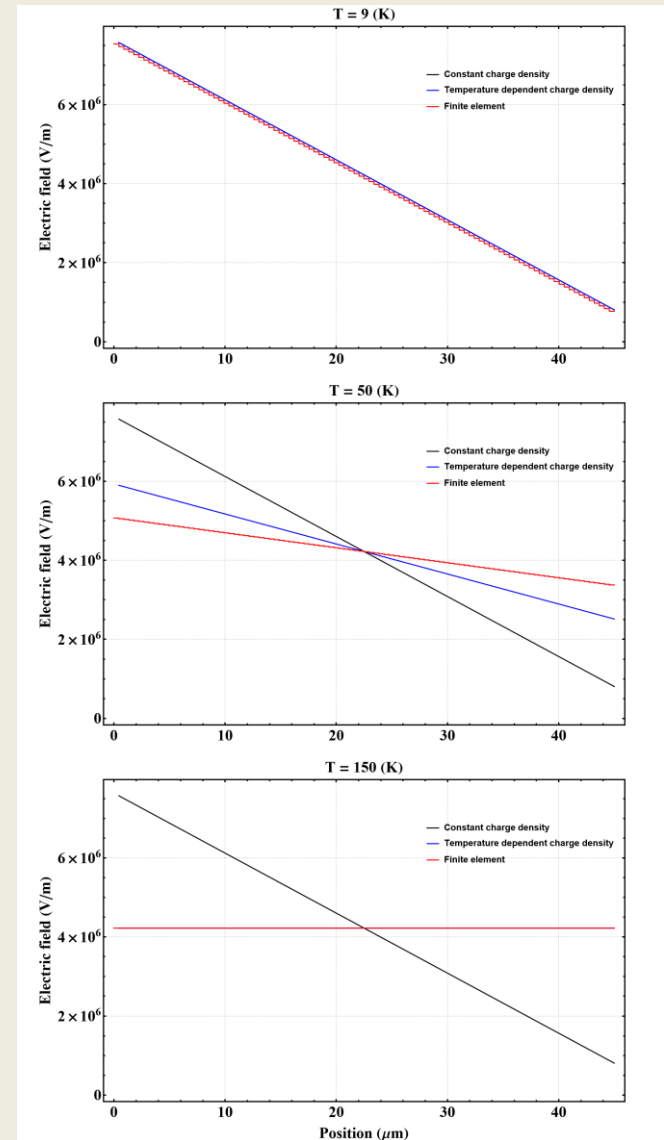 T = 9 (K)
Constant charge density
Temperature dependent charge density
Finite element
6 × 10⁶
4 × 10⁶
2 × 10⁶
0
Electric field (V/m)
0 10 20 30 40
T = 50 (K)
Constant charge density
Temperature dependent charge density
Finite element
6 × 10⁶
4 × 10⁶
2 × 10⁶
0
Electric field (V/m)
0 10 20 30 40
T = 150 (K)
Constant charge density
Temperature dependent charge density
Finite element
6 × 10⁶
4 × 10⁶
2 × 10⁶
0
Electric field (V/m)
0 10 20 30 40
Position (μm)